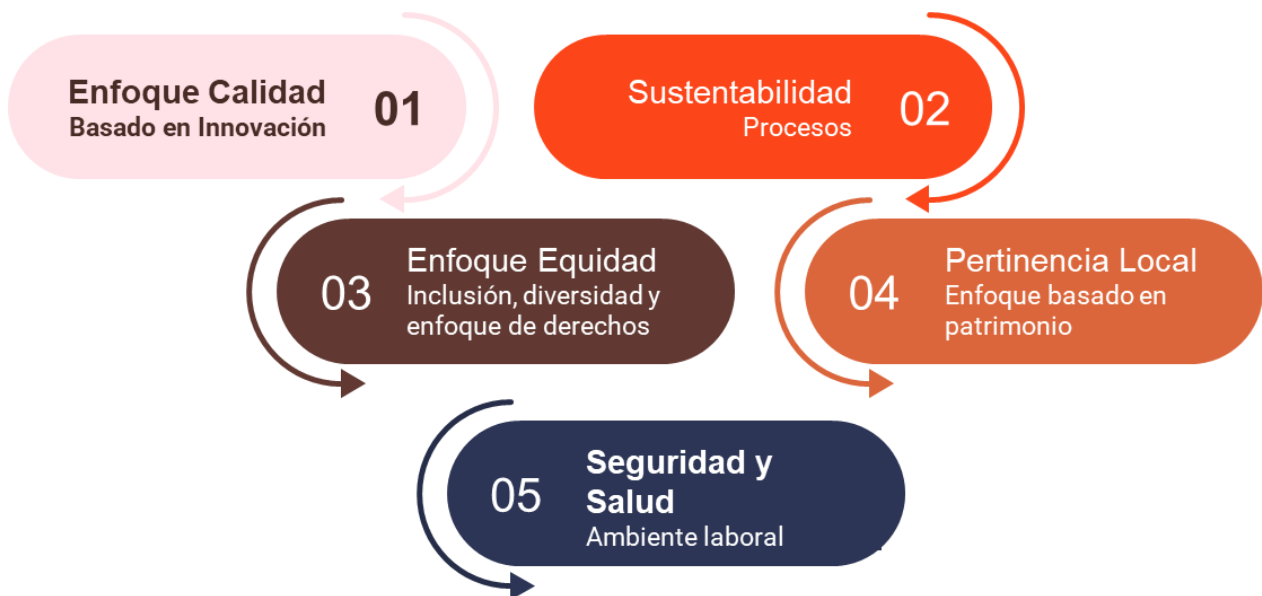 Enfoque Calidad
Basado en Innovación
01
Sustentabilidad
Procesos
02
03
Enfoque Equidad
Inclusión, diversidad y
enfoque de derechos
04
Pertinencia Local
Enfoque basado en
patrimonio
05
Seguridad y
Salud
Ambiente laboral